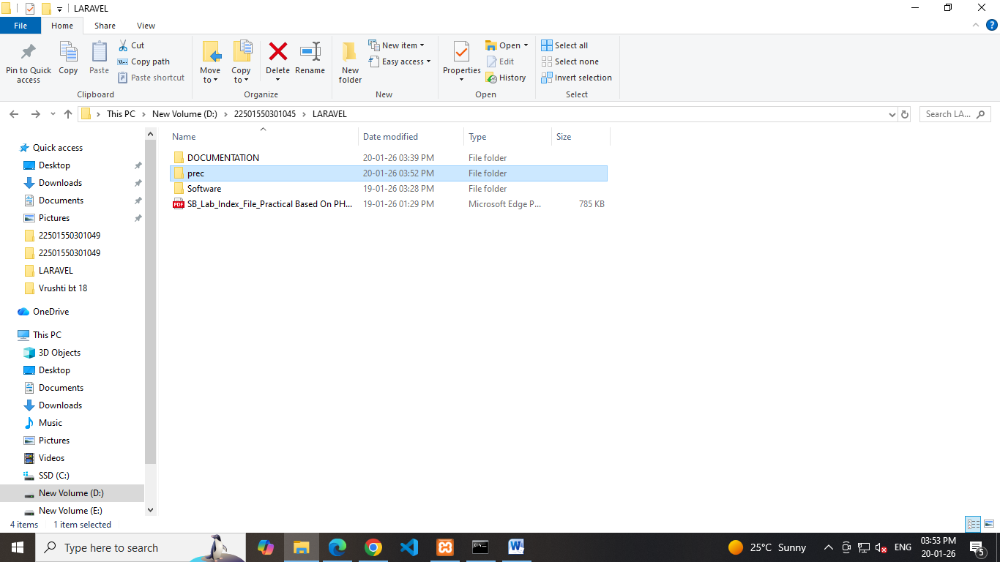 LARAVEL
File Home Share View
Pin to Quick access
Copy
Paste
Cut
Copy path
Paste shortcut
Clipboard
Move to
Copy to
Delete
Rename
Organize
New folder
New item
Easy access
New
Properties
Open
Edit
History
Open
Select all
Select none
Invert selection
Select
This PC > New Volume (D:) > 22501550301045 > LARAVEL
Search LA...
Quick access
Desktop
Downloads
Documents
Pictures
22501550301049
22501550301049
LARAVEL
Vrushti bt 18
OneDrive
This PC
3D Objects
Desktop
Documents
Downloads
Music
Pictures
Videos
SSD (C:)
New Volume (D:)
New Volume (E:)
Name Date modified Type Size
DOCUMENTATION 20-01-26 03:39 PM File folder
prec 20-01-26 03:52 PM File folder
Software 19-01-26 03:28 PM File folder
PDF SB_Lab_Index_File_Practical Based On PH... 19-01-26 01:29 PM Microsoft Edge P... 785 KB
4 items 1 item selected
Type here to search
25°C Sunny
ENG
03:53 PM
20-01-26
5